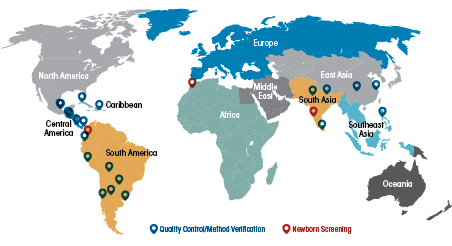 Europe
North America
East Asia
Middle
East
South Asia
Caribbean
Africa
Central
America
Southeast
Asia
South America
Oceania
Quality Control/Method Verification
Newborn Screening